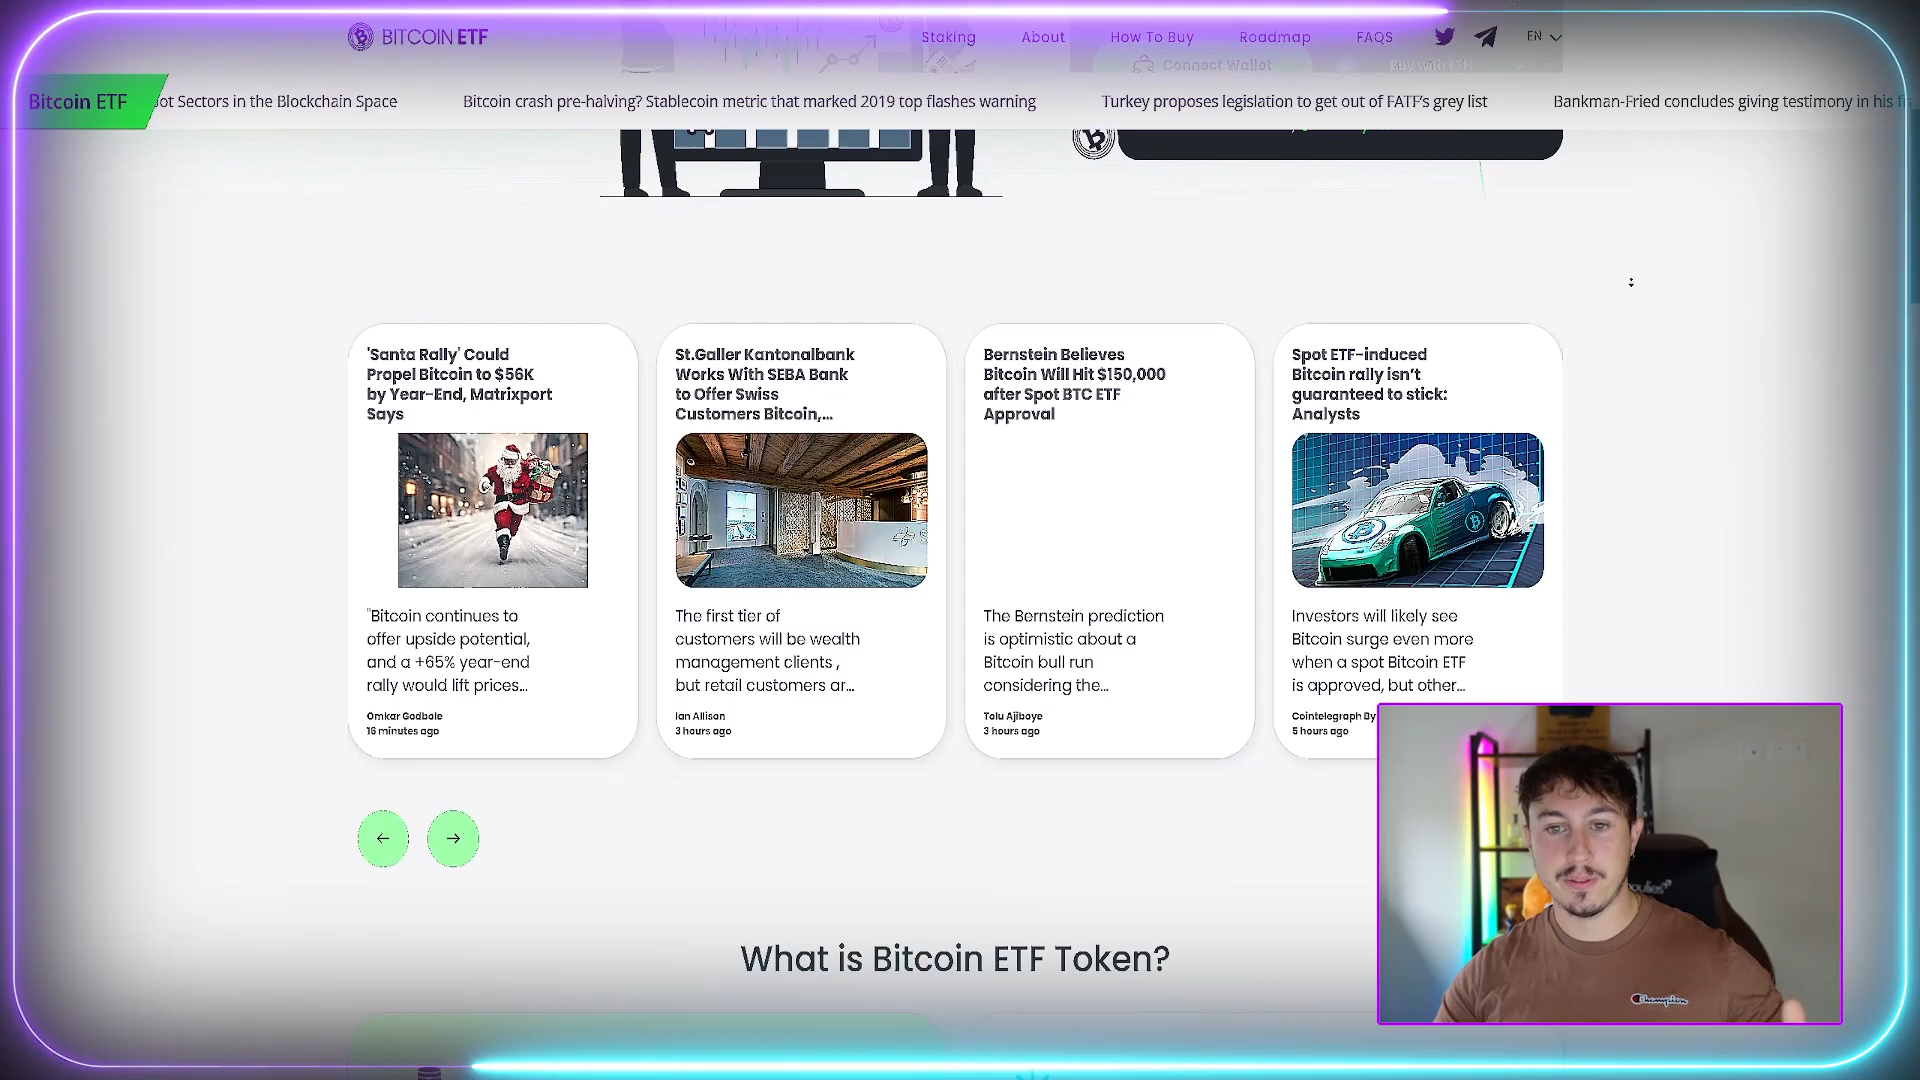 BITCOIN ETF
Staking
About
How To Buy
Roadmap
FAQS
EN
Connect Wallet
Buy with ETH
Bitcoin ETF
ot Sectors in the Blockchain Space
Bitcoin crash pre-halving? Stablecoin metric that marked 2019 top flashes warning
Turkey proposes legislation to get out of FATF's grey list
Bankman-Fried concludes giving testimony in his
'Santa Rally' Could
Propel Bitcoin to $56K
by Year-End, Matrixport
Says
"Bitcoin continues to
offer upside potential,
and a +65% year-end
rally would lift prices...
Omkar Godbole
16 minutes ago
St.Galler Kantonalbank
Works With SEBA Bank
to Offer Swiss
Customers Bitcoin,...
The first tier of
customers will be wealth
management clients ,
but retail customers ar...
Ian Allison
3 hours ago
Bernstein Believes
Bitcoin Will Hit $150,000
after Spot BTC ETF
Approval
The Bernstein prediction
is optimistic about a
Bitcoin bull run
considering the...
Tolu Ajiboye
3 hours ago
Spot ETF-induced
Bitcoin rally isn't
guaranteed to stick:
Analysts
Investors will likely see
Bitcoin surge even more
when a spot Bitcoin ETF
is approved, but other...
Cointelegraph By
5 hours ago
What is Bitcoin ETF Token?
Champion